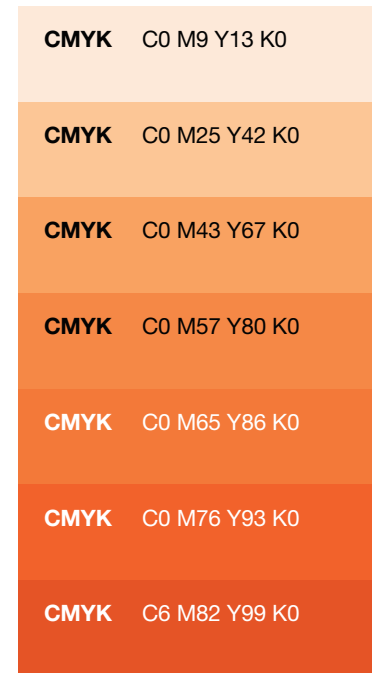 CMYK C0 M9 Y13 K0
CMYK C0 M25 Y42 K0
CMYK C0 M43 Y67 K0
CMYK C0 M57 Y80 K0
CMYK C0 M65 Y86 K0
CMYK C0 M76 Y93 K0
CMYK C6 M82 Y99 K0